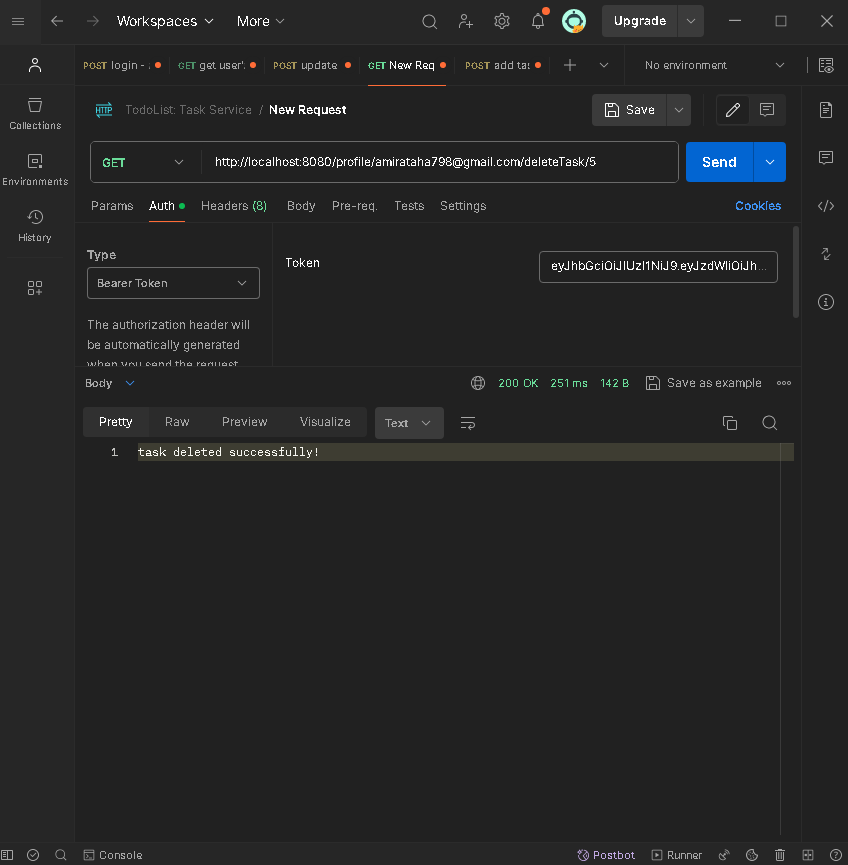 Workspaces More Upgrade
POST login - GET get user': POST update GET New Req POST add ta: No environment
HTTP TodoList: Task Service / New Request Save
GET http://localhost:8080/profile/amirataha798@gmail.com/deleteTask/5 Send
Params Auth Headers (8) Body Pre-req. Tests Settings Cookies
Collections
Environments
History
Type
Bearer Token
The authorization header will
be automatically generated
when you send the request.
Token eyJhbGciOiJIUzI1NiJ9.eyJzdWIiOiJh...
Body 200 OK 251 ms 142 B Save as example
Pretty Raw Preview Visualize Text
1 task deleted successfully!
Console Postbot Runner